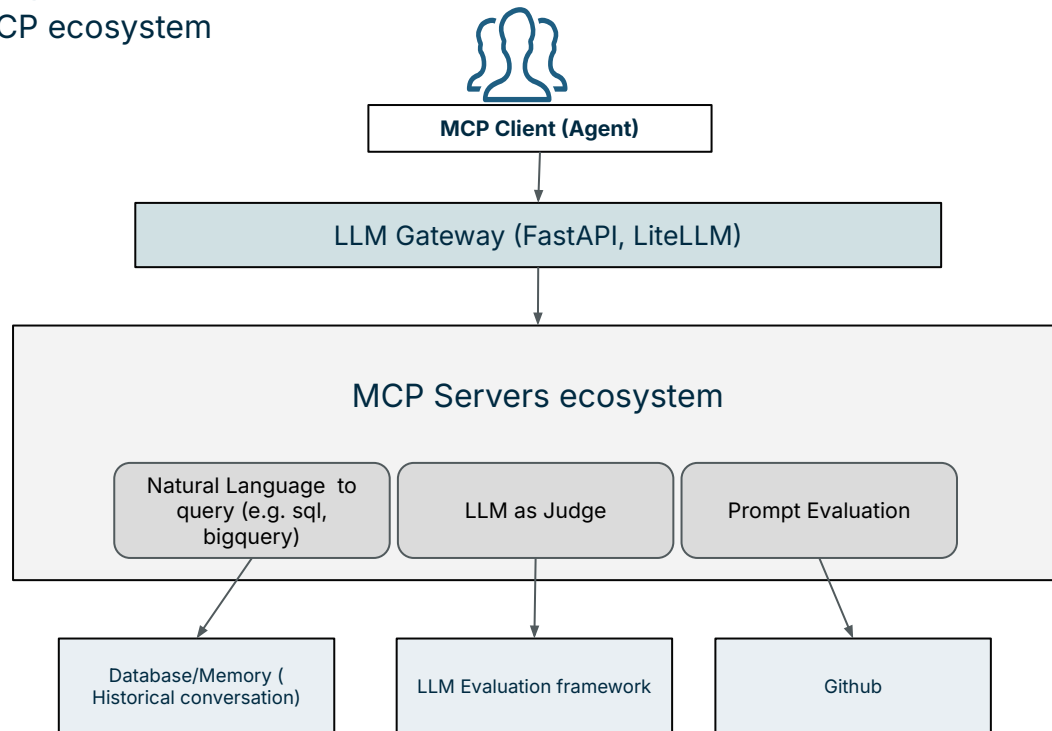 CP ecosystem
MCP Client (Agent)
LLM Gateway (FastAPI, LiteLLM)
MCP Servers ecosystem
Natural Language  to
query (e.g. sql,
bigquery)
LLM as Judge
Prompt Evaluation
Database/Memory (
Historical conversation)
LLM Evaluation framework
Github